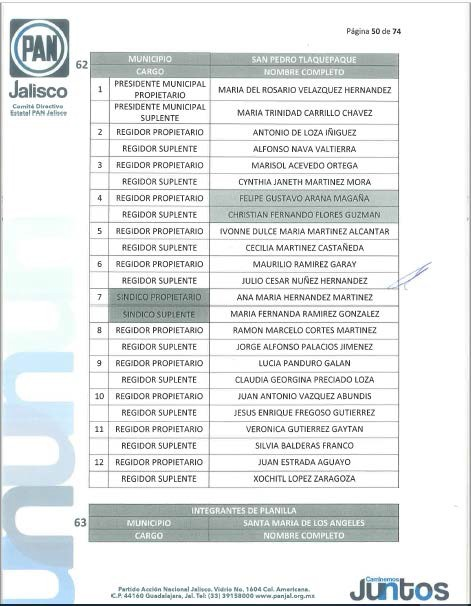 Página 50 de 74
PAN
Jalisco
Comité Directivo
Estatal PAN Jalisco
62
MUNICIPIO SAN PEDRO TLAQUEPAQUE
CARGO NOMBRE COMPLETO
1 PRESIDENTE MUNICIPAL PROPIETARIO MARIA DEL ROSARIO VELAZQUEZ HERNANDEZ
PRESIDENTE MUNICIPAL SUPLENTE MARIA TRINIDAD CARRILLO CHAVEZ
2 REGIDOR PROPIETARIO ANTONIO DE LOZA IÑIGUEZ
REGIDOR SUPLENTE ALFONSO NAVA VALTIERRA
3 REGIDOR PROPIETARIO MARISOL ACEVEDO ORTEGA
REGIDOR SUPLENTE CYNTHIA JANETH MARTINEZ MORA
4 REGIDOR PROPIETARIO FELIPE GUSTAVO ARANA MAGAÑA
REGIDOR SUPLENTE CHRISTIAN FERNANDO FLORES GUZMAN
5 REGIDOR PROPIETARIO IVONNE DULCE MARIA MARTINEZ ALCANTAR
REGIDOR SUPLENTE CECILIA MARTINEZ CASTAÑEDA
6 REGIDOR PROPIETARIO MAURILIO RAMIREZ GARAY
REGIDOR SUPLENTE JULIO CESAR NUÑEZ HERNANDEZ
7 SINDICO PROPIETARIO ANA MARIA HERNANDEZ MARTINEZ
SINDICO SUPLENTE MARIA FERNANDA RAMIREZ GONZALEZ
8 REGIDOR PROPIETARIO RAMON MARCELO CORTES MARTINEZ
REGIDOR SUPLENTE JORGE ALFONSO PALACIOS JIMENEZ
9 REGIDOR PROPIETARIO LUCIA PANDURO GALAN
REGIDOR SUPLENTE CLAUDIA GEORGINA PRECIADO LOZA
10 REGIDOR PROPIETARIO JUAN ANTONIO VAZQUEZ ABUNDIS
REGIDOR SUPLENTE JESUS ENRIQUE FREGOSO GUTIERREZ
11 REGIDOR PROPIETARIO VERONICA GUTIERREZ GAYTAN
REGIDOR SUPLENTE SILVIA BALDERAS FRANCO
12 REGIDOR PROPIETARIO JUAN ESTRADA AGUAYO
REGIDOR SUPLENTE XOCHITL LOPEZ ZARAGOZA
INTEGRANTES DE PLANILLA
63
MUNICIPIO SANTA MARIA DE LOS ANGELES
CARGO NOMBRE COMPLETO
Partido Acción Nacional Jalisco. Vidrio No. 1604 Col. Americana.
C.P. 44160 Guadalajara, Jal. Tel: (33) 39158000 www.panjal.org.mx
Caminemos
Juntos